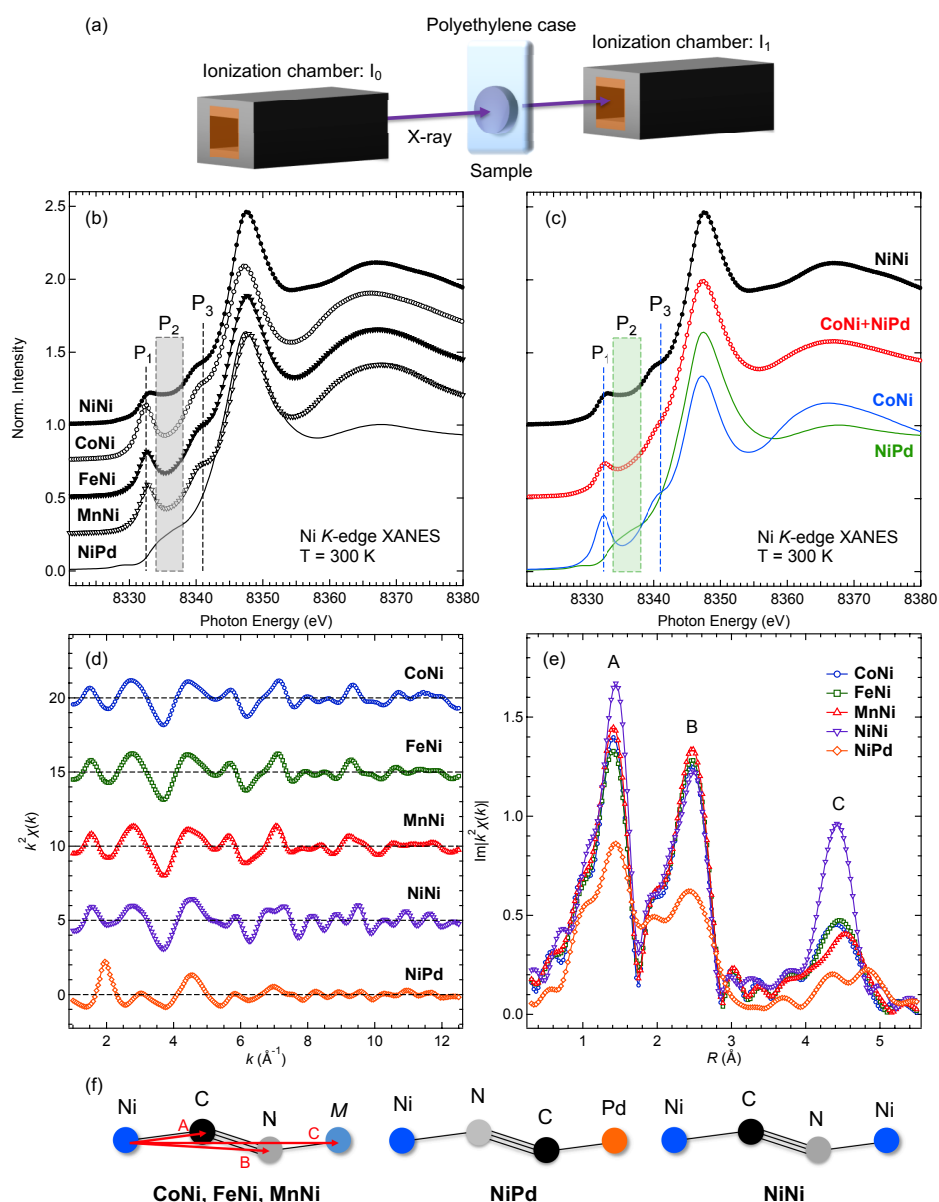 (a)
Polyethylene case
Ionization chamber: I₀
Ionization chamber: I₁
X-ray
Sample
(b)
P₁
P₂
P₃
NiNi
CoNi
FeNi
MnNi
NiPd
Ni K-edge XANES
T = 300 K
Norm. Intensity
2.5
2.0
1.5
1.0
0.5
0.0
8330 8340 8350 8360 8370 8380
Photon Energy (eV)
(c)
P₁
P₂
P₃
NiNi
CoNi+NiPd
CoNi
NiPd
Ni K-edge XANES
T = 300 K
8330 8340 8350 8360 8370 8380
Photon Energy (eV)
(d)
CoNi
FeNi
MnNi
NiNi
NiPd
k² χ(k)
20
15
10
5
0
2 4 6 8 10 12
k (Å⁻¹)
(e)
A
B
C
CoNi
FeNi
MnNi
NiNi
NiPd
Im|k² χ(k)|
1.5
1.0
0.5
0.0
1 2 3 4 5
R (Å)
(f)
Ni C N M
A
B
C
CoNi, FeNi, MnNi
Ni N C Pd
NiPd
Ni C N Ni
NiNi